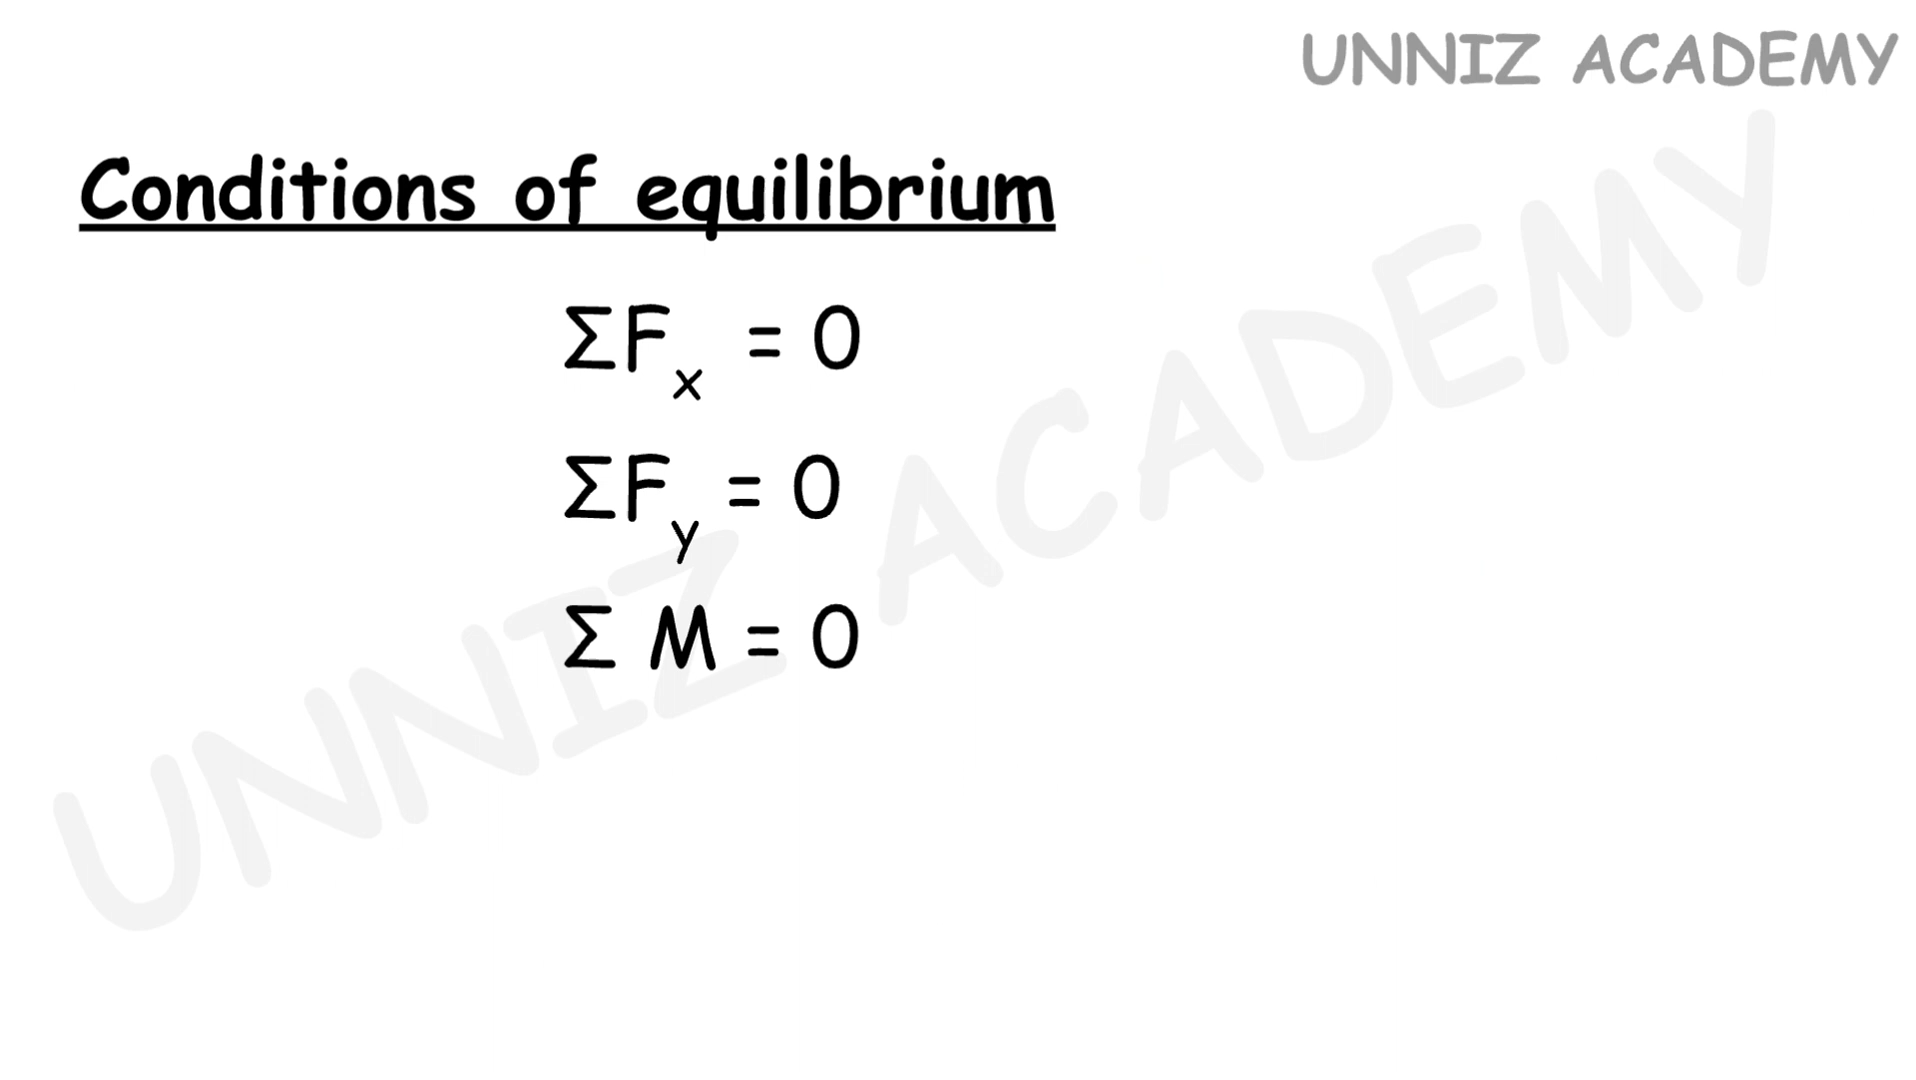 UNNIZ ACADEMY
Conditions of equilibrium
ΣFx = 0
ΣFy = 0
Σ M = 0
UNNIZ ACADEMY